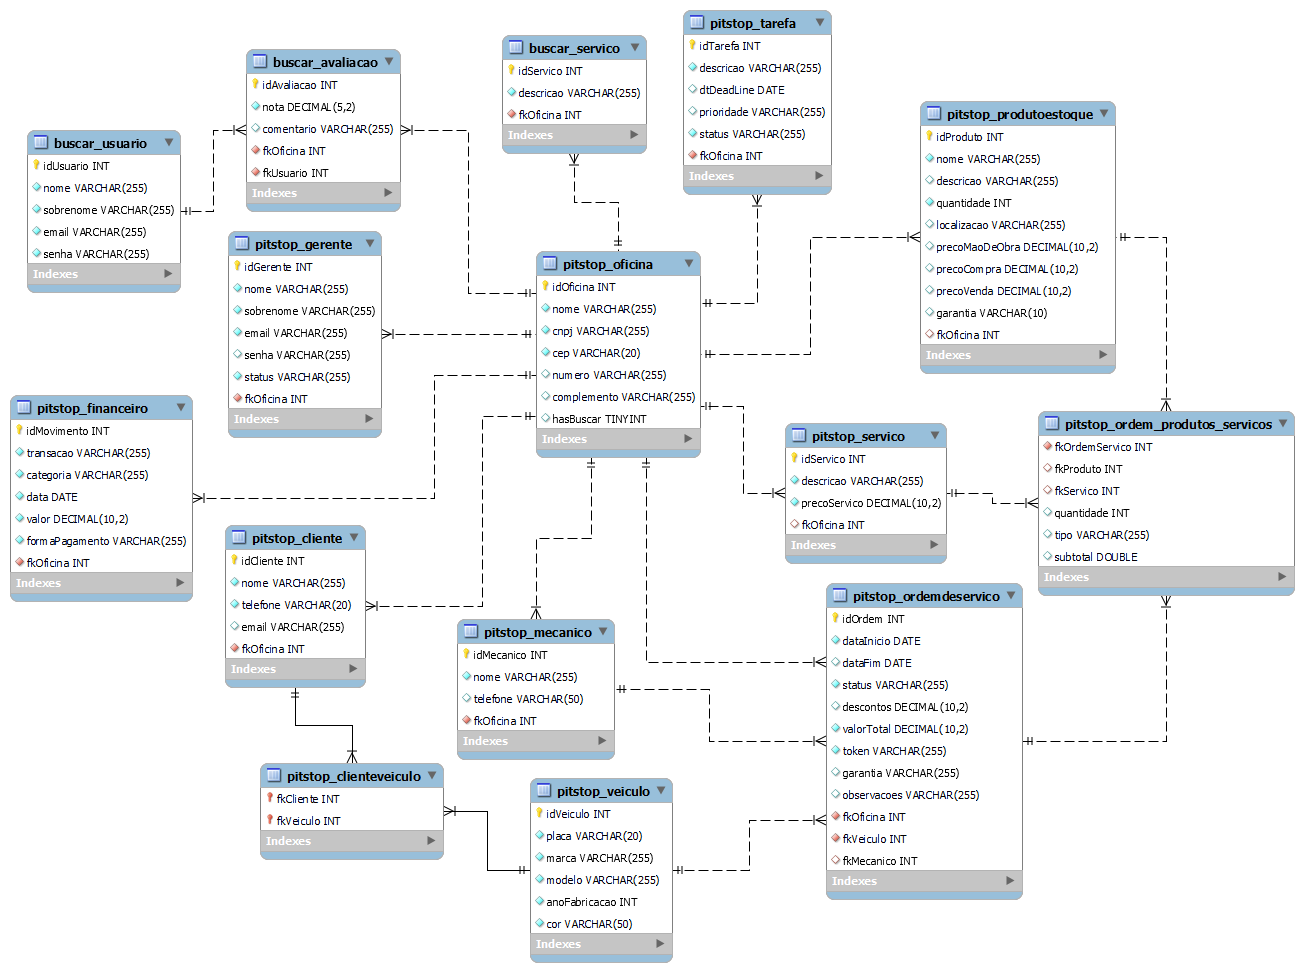 buscar_usuario
idUsuario INT
nome VARCHAR(255)
sobrenome VARCHAR(255)
email VARCHAR(255)
senha VARCHAR(255)
Indexes
buscar_avaliacao
idAvaliacao INT
nota DECIMAL(5,2)
comentario VARCHAR(255)
fkOficina INT
fkUsuario INT
Indexes
buscar_servico
idServico INT
descricao VARCHAR(255)
fkOficina INT
Indexes
pitstop_tarefa
idTarefa INT
descricao VARCHAR(255)
dtDeadLine DATE
prioridade VARCHAR(255)
status VARCHAR(255)
fkOficina INT
Indexes
pitstop_produtoestoque
idProduto INT
nome VARCHAR(255)
descricao VARCHAR(255)
quantidade INT
localizacao VARCHAR(255)
precoMaoDeObra DECIMAL(10,2)
precoCompra DECIMAL(10,2)
precoVenda DECIMAL(10,2)
garantia VARCHAR(10)
fkOficina INT
Indexes
pitstop_gerente
idGerente INT
nome VARCHAR(255)
sobrenome VARCHAR(255)
email VARCHAR(255)
senha VARCHAR(255)
status VARCHAR(255)
fkOficina INT
Indexes
pitstop_oficina
idOficina INT
nome VARCHAR(255)
cnpj VARCHAR(255)
cep VARCHAR(20)
numero VARCHAR(255)
complemento VARCHAR(255)
hasBuscar TINYINT
Indexes
pitstop_financeiro
idMovimento INT
transacao VARCHAR(255)
categoria VARCHAR(255)
data DATE
valor DECIMAL(10,2)
formaPagamento VARCHAR(255)
fkOficina INT
Indexes
pitstop_servico
idServico INT
descricao VARCHAR(255)
precoServico DECIMAL(10,2)
fkOficina INT
Indexes
pitstop_ordem_produtos_servicos
fkOrdemServico INT
fkProduto INT
fkServico INT
quantidade INT
tipo VARCHAR(255)
subtotal DOUBLE
Indexes
pitstop_cliente
idCliente INT
nome VARCHAR(255)
telefone VARCHAR(20)
email VARCHAR(255)
fkOficina INT
Indexes
pitstop_mecanico
idMecanico INT
nome VARCHAR(255)
telefone VARCHAR(50)
fkOficina INT
Indexes
pitstop_ordemdeservico
idOrdem INT
dataInicio DATE
dataFim DATE
status VARCHAR(255)
descontos DECIMAL(10,2)
valorTotal DECIMAL(10,2)
token VARCHAR(255)
garantia VARCHAR(255)
observacoes VARCHAR(255)
fkOficina INT
fkVeiculo INT
fkMecanico INT
Indexes
pitstop_clienteveiculo
fkCliente INT
fkVeiculo INT
Indexes
pitstop_veiculo
idVeiculo INT
placa VARCHAR(20)
marca VARCHAR(255)
modelo VARCHAR(255)
anoFabricacao INT
cor VARCHAR(50)
Indexes